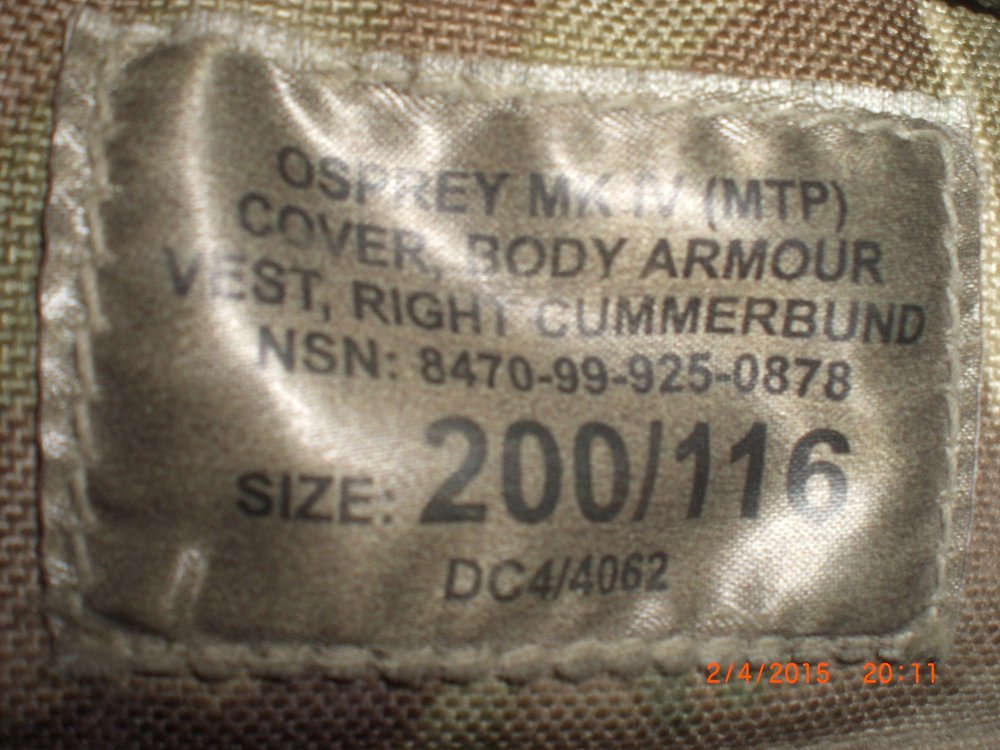 OSPREY MK IV (MTP)
COVER, BODY ARMOUR
VEST, RIGHT CUMMERBUND
NSN: 8470-99-925-0878
SIZE: 200/116
DC4/4062
2/4/2015 20:11